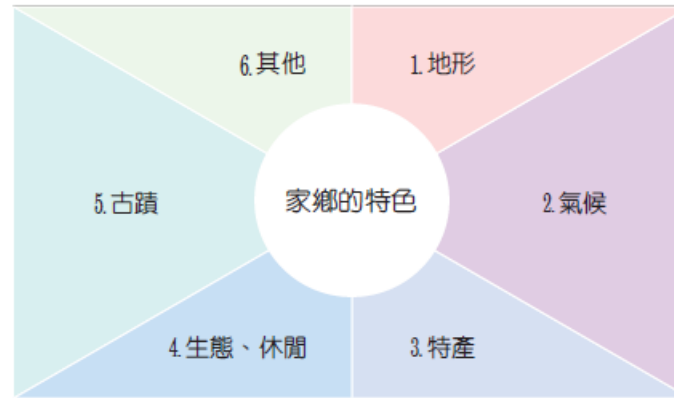 家鄉的特色
1.地形
2.氣候
3.特產
4.生態、休閒
5.古蹟
6.其他